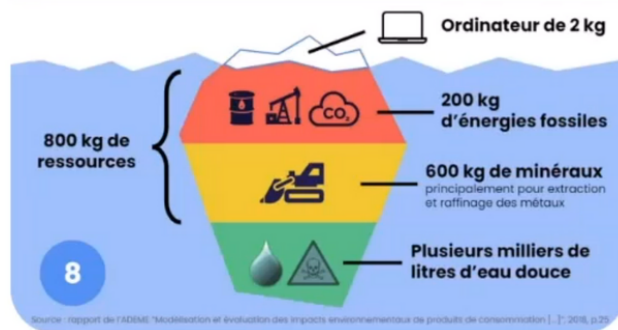 Ordinateur de 2 kg
CO₂
200 kg
d'énergies fossiles
800 kg de
ressources
600 kg de minéraux
principalement pour extraction
et raffinage des métaux
Plusieurs milliers de
litres d'eau douce
8
Source : rapport de l'ADEME "Modélisation et évaluation des impacts environnementaux de produits de consommation [...]", 2018, p.25